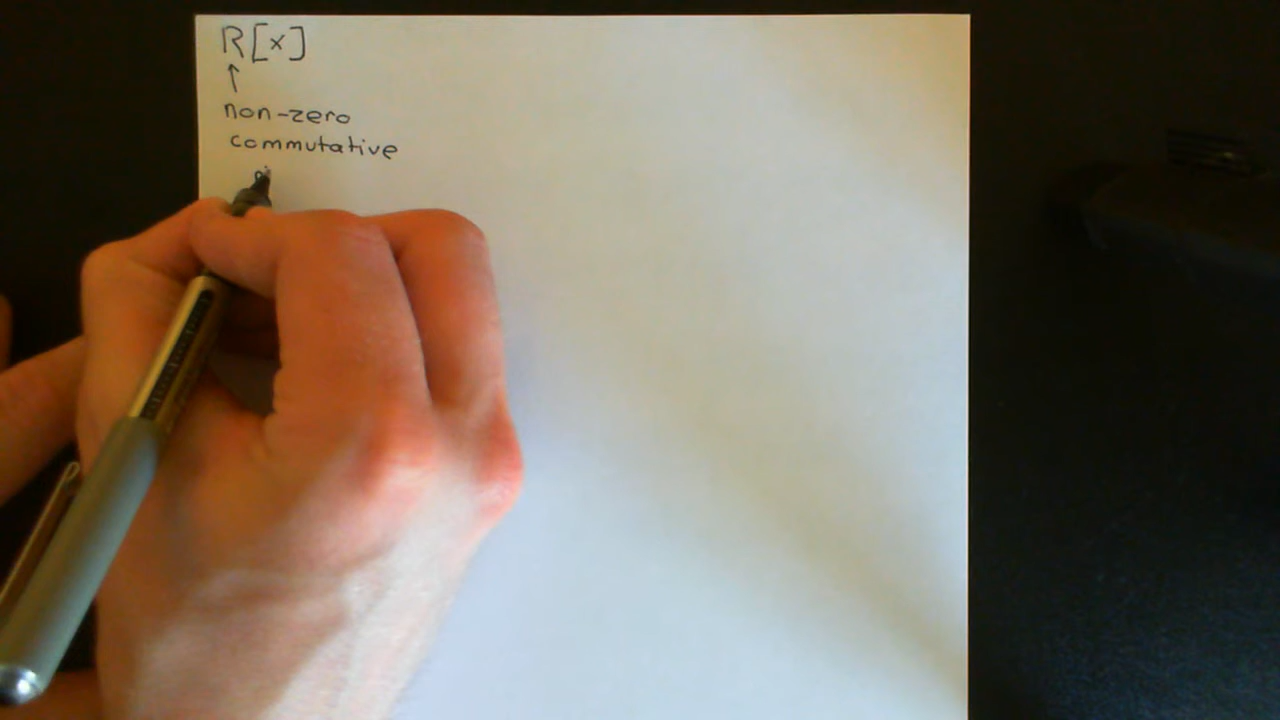 R[x]
↑
non-zero
commutative